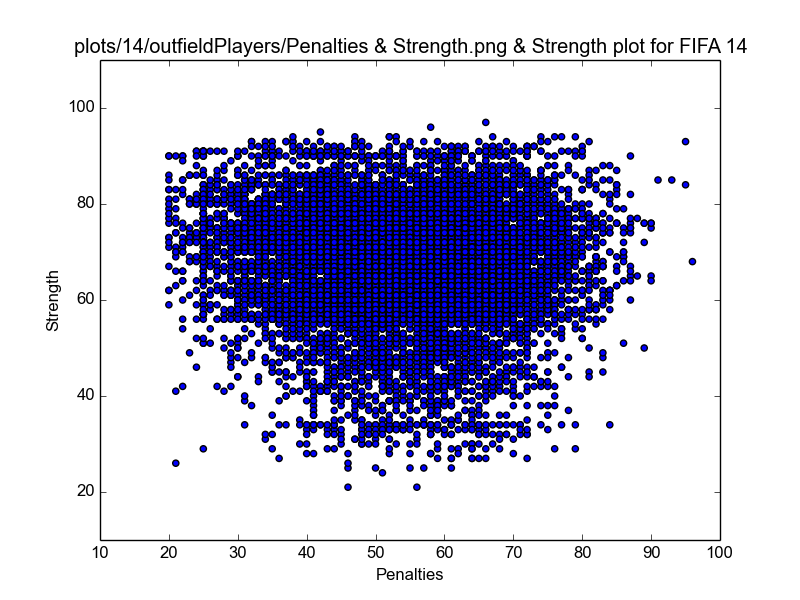 plots/14/outfieldPlayers/Penalties & Strength.png & Strength plot for FIFA 14
100
80
60
40
20
Strength
10 20 30 40 50 60 70 80 90 100
Penalties